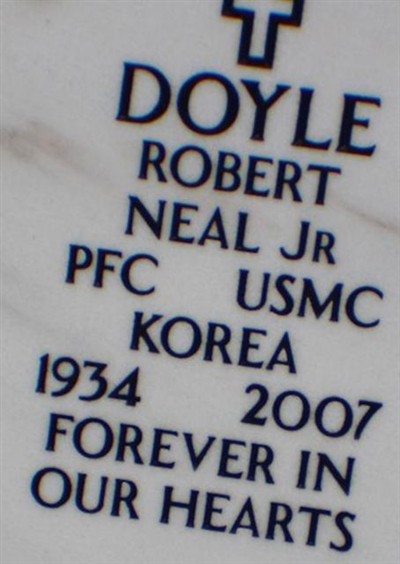 DOYLE
ROBERT
NEAL JR
PFC USMC
KOREA
1934 2007
FOREVER IN
OUR HEARTS